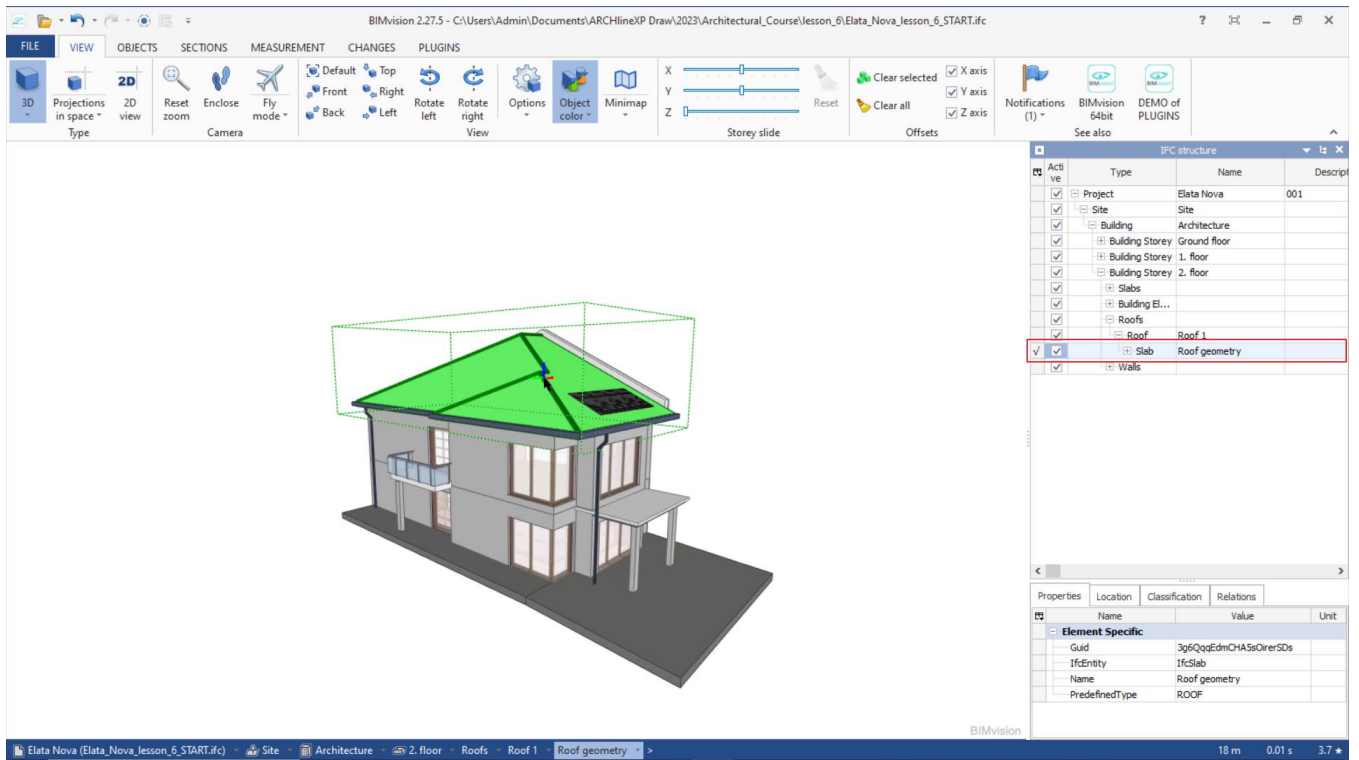 BIMvision 2.27.5 - C:\Users\Admin\Documents\ARCHlineXP Draw\2023\Architectural_Course\lesson_6\Elata_Nova_lesson_6_START.ifc
FILE VIEW OBJECTS SECTIONS MEASUREMENT CHANGES PLUGINS
3D
Projections in space
2D
2D view
Type
Reset zoom
Enclose
Fly mode
Camera
Default Top
Front Right
Back Left
Rotate left
Rotate right
Options
Object color
Minimap
View
X
Y
Z
Reset
Storey slide
Clear selected
Clear all
X axis
Y axis
Z axis
Offsets
Notifications (1)
BIMvision 64bit
DEMO of PLUGINS
See also
IFC structure
Acti ve Type Name Descript
Project Elata Nova 001
Site Site
Building Architecture
Building Storey Ground floor
Building Storey 1. floor
Building Storey 2. floor
Slabs
Building El...
Roofs
Roof Roof 1
√ Slab Roof geometry
Walls
Properties Location Classification Relations
Name Value Unit
Element Specific
Guid 3g6QqqEdmCHA5sOirerSDs
IfcEntity IfcSlab
Name Roof geometry
PredefinedType ROOF
BIMvision
Elata Nova (Elata_Nova_lesson_6_START.ifc) Site Architecture 2. floor Roofs Roof 1 Roof geometry > 18 m 0.01 s 3.7 ★